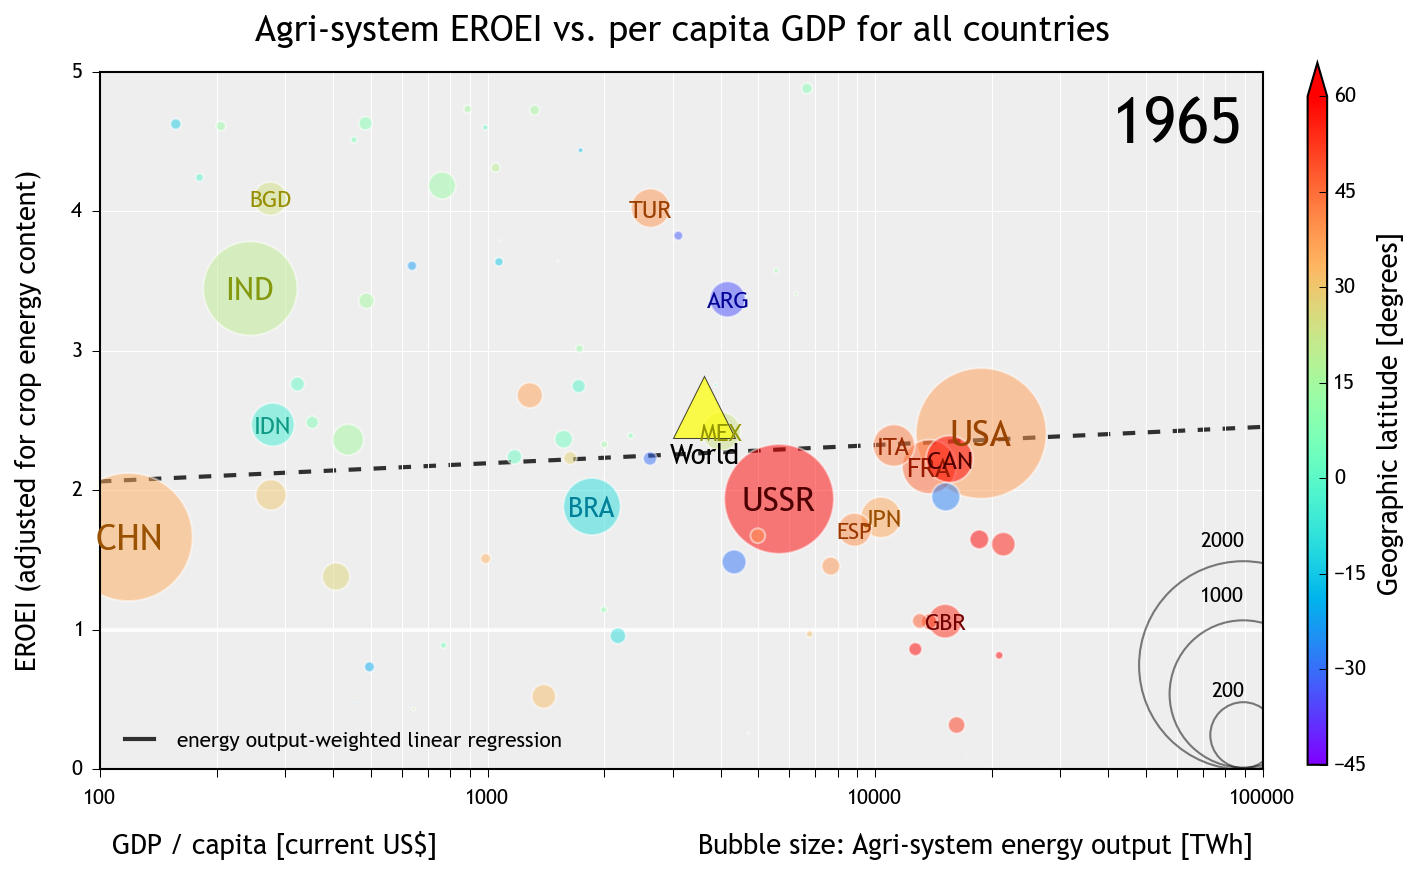 Agri-system EROEI vs. per capita GDP for all countries
1965
EROEI (adjusted for crop energy content)
5
4
3
2
1
0
BGD
IND
TUR
ARG
IDN
MEX
World
USA
ITA
CAN
FRA
BRA
USSR
CHN
ESP
JPN
GBR
2000
1000
200
energy output-weighted linear regression
100
1000
10000
100000
GDP / capita [current US$]
Bubble size: Agri-system energy output [TWh]
60
45
30
15
0
−15
−30
−45
Geographic latitude [degrees]